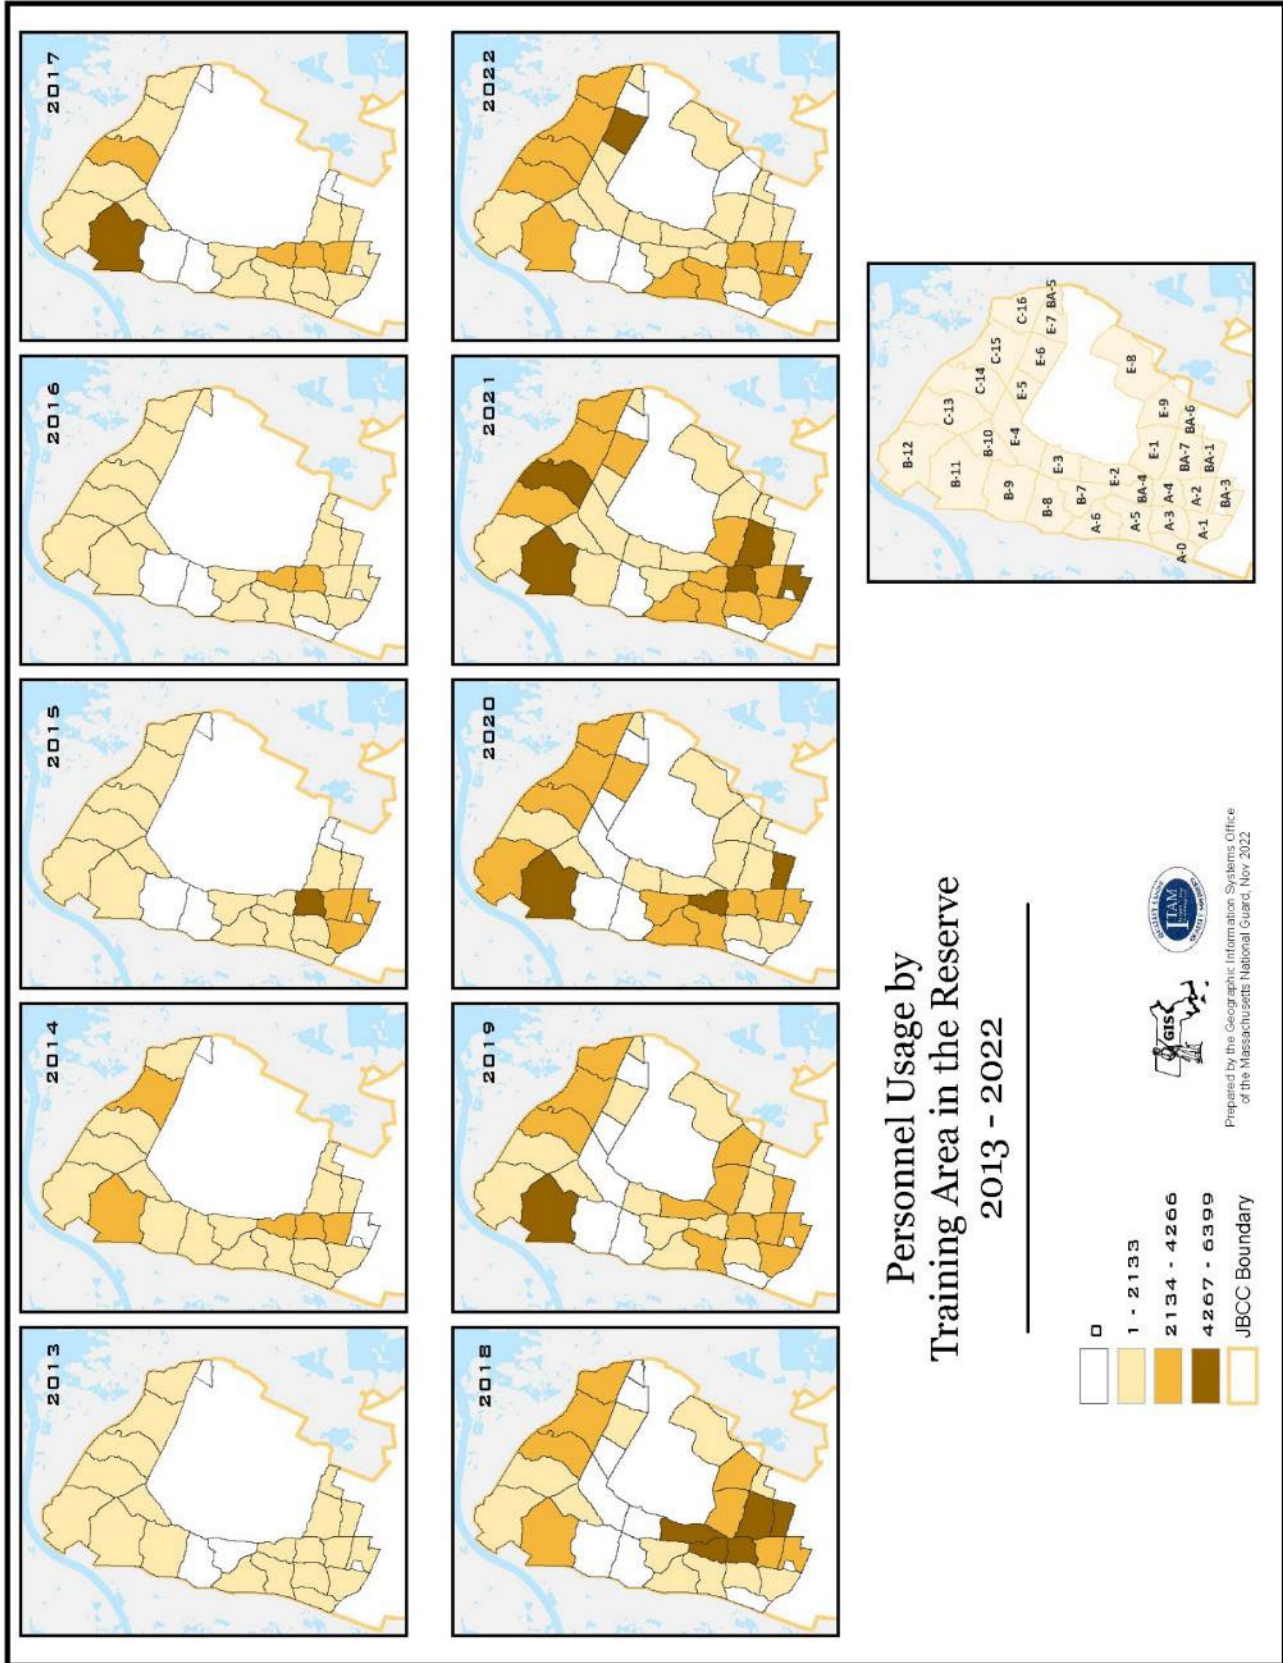 2013
2014
2015
2016
2017
2018
2019
2020
2021
2022
Personnel Usage by
Training Area in the Reserve
2013 - 2022
0
1 - 2133
2134 - 4266
4267 - 6399
JBCC Boundary
GIS
ITAM
Prepared by the Geographic Information Systems Office
of the Massachusetts National Guard, Nov 2022
B-12
C-13
B-11
B-10
C-14
C-15
C-16
B-9
E-4
E-5
E-6
E-7
BA-5
B-8
E-3
B-7
A-6
E-2
E-8
A-5
BA-4
E-1
E-9
A-3
A-4
BA-7
BA-6
A-0
A-1
A-2
BA-1
BA-3